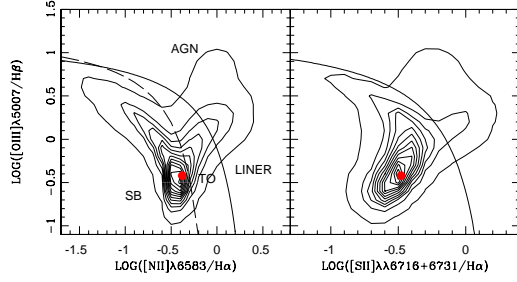 LOG([OIII]λ5007/Hβ)
1.5
1
0.5
0
−0.5
−1
AGN
LINER
TO
SB
−1.5 −1 −0.5 0 0.5
−1 −0.5 0
LOG([NII]λ6583/Hα)
LOG([SII]λλ6716+6731/Hα)